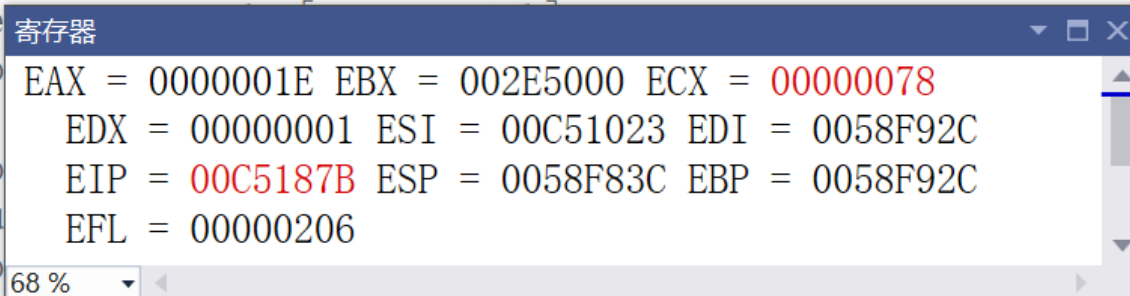 寄存器
EAX = 0000001E EBX = 002E5000 ECX = 00000078
EDX = 00000001 ESI = 00C51023 EDI = 0058F92C
EIP = 00C5187B ESP = 0058F83C EBP = 0058F92C
EFL = 00000206
68 %